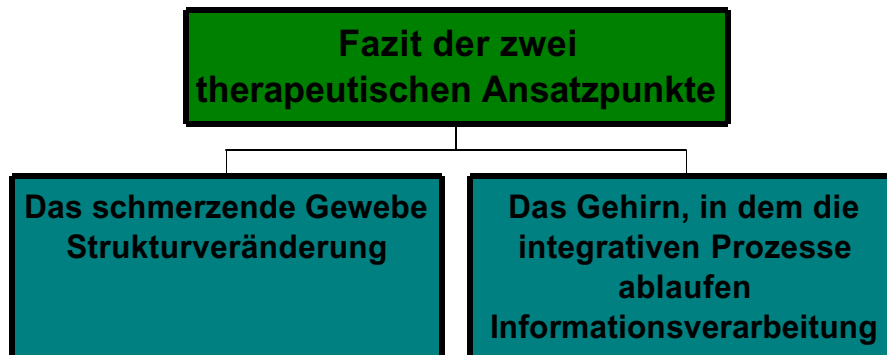 Fazit der zwei
therapeutischen Ansatzpunkte
Das schmerzende Gewebe
Strukturveränderung
Das Gehirn, in dem die
integrativen Prozesse
ablaufen
Informationsverarbeitung